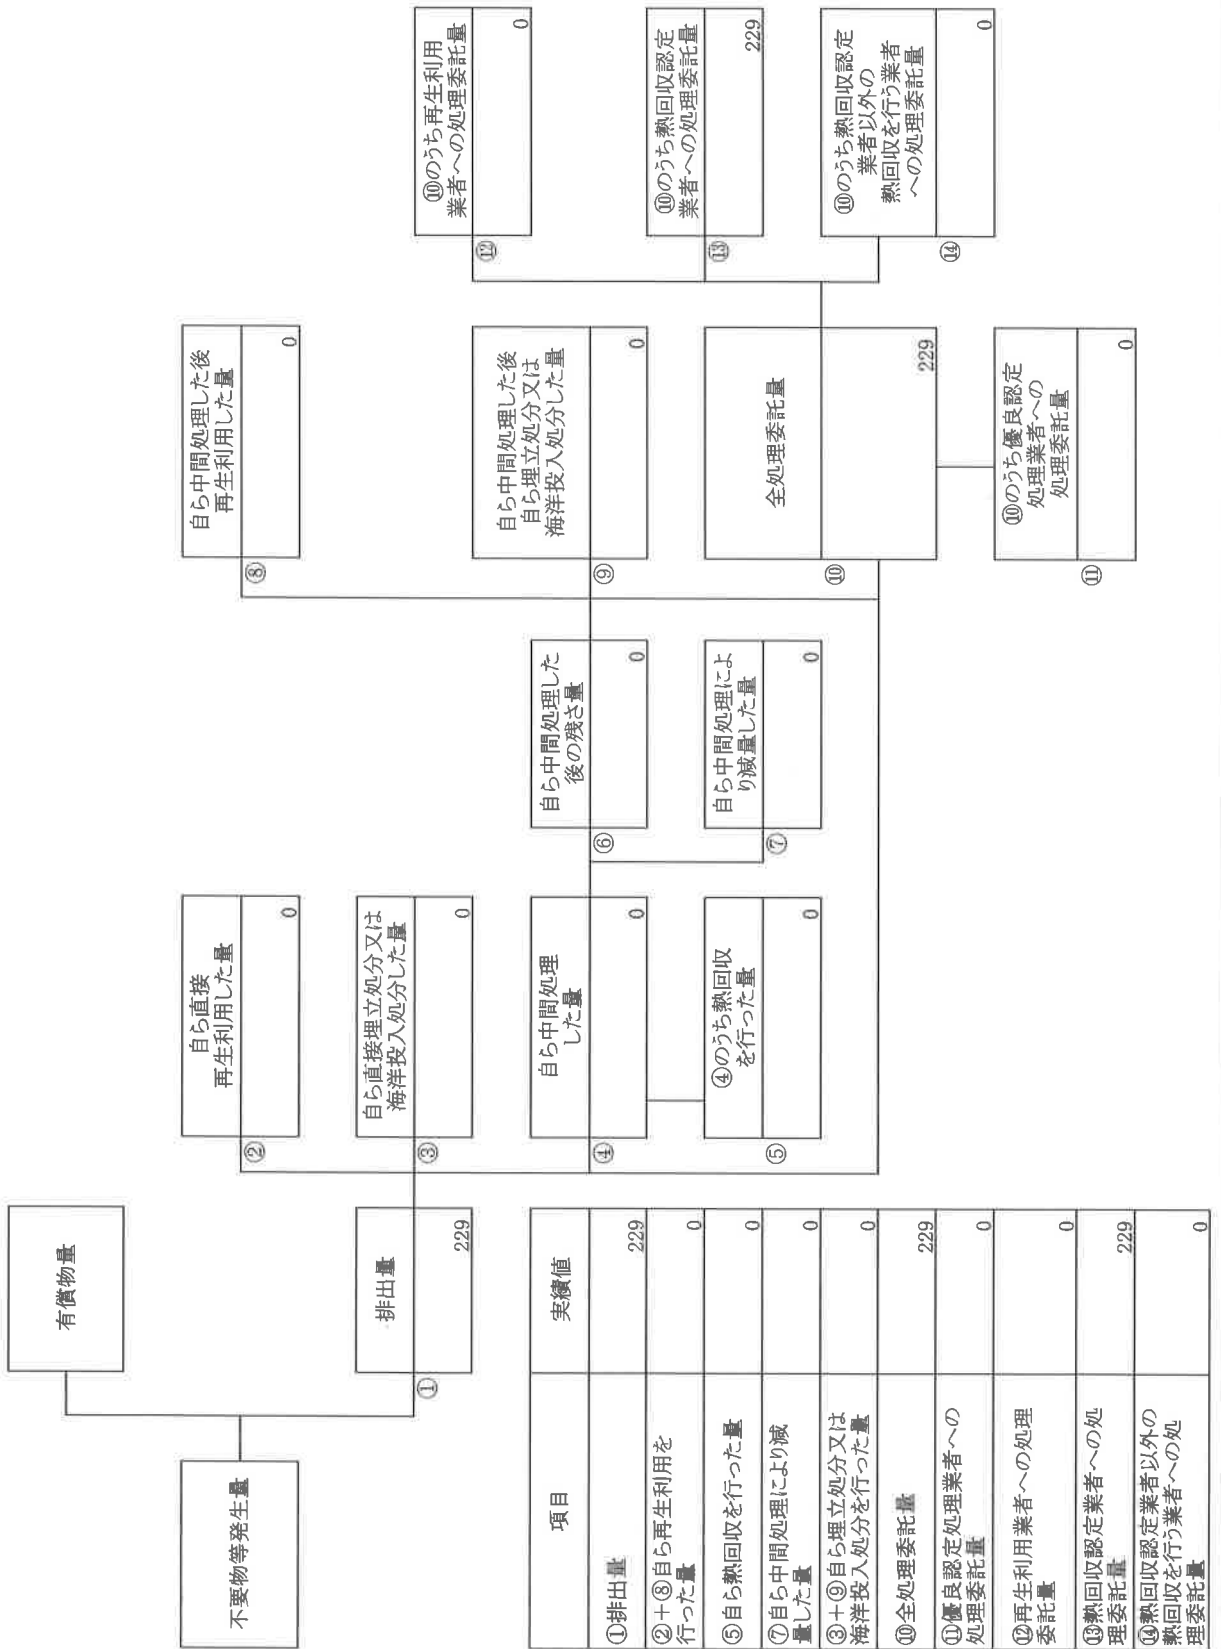 不要物等発生量
有償物量
①
排出量
229
②
自ら直接
再生利用した量
0
③
自ら直接埋立処分又は
海洋投入処分した量
0
④
自ら中間処理
した量
0
⑤
④のうち熱回収
を行った量
0
⑥
自ら中間処理した
後の残さ量
0
⑦
自ら中間処理によ
り減量した量
0
⑧
自ら中間処理した後
再生利用した量
0
⑨
自ら中間処理した後
自ら埋立処分又は
海洋投入処分した量
0
⑩
全処理委託量
229
⑪
⑩のうち優良認定
処理業者への
処理委託量
0
⑫
⑩のうち再生利用
業者への処理委託量
0
⑬
⑩のうち熱回収認定
業者への処理委託量
229
⑭
⑩のうち熱回収認定
業者以外の
熱回収を行う業者
への処理委託量
0
項目 実績値
①排出量 229
②+⑧自ら再生利用を
行った量 0
⑤自ら熱回収を行った量 0
⑦自ら中間処理により減
量した量 0
③+⑨自ら埋立処分又は
海洋投入処分を行った量 0
⑩全処理委託量 229
⑪優良認定処理業者への
処理委託量 0
⑫再生利用業者への処理
委託量 0
⑬熱回収認定業者への処
理委託量 229
⑭熱回収認定業者以外の
熱回収を行う業者への処
理委託量 0